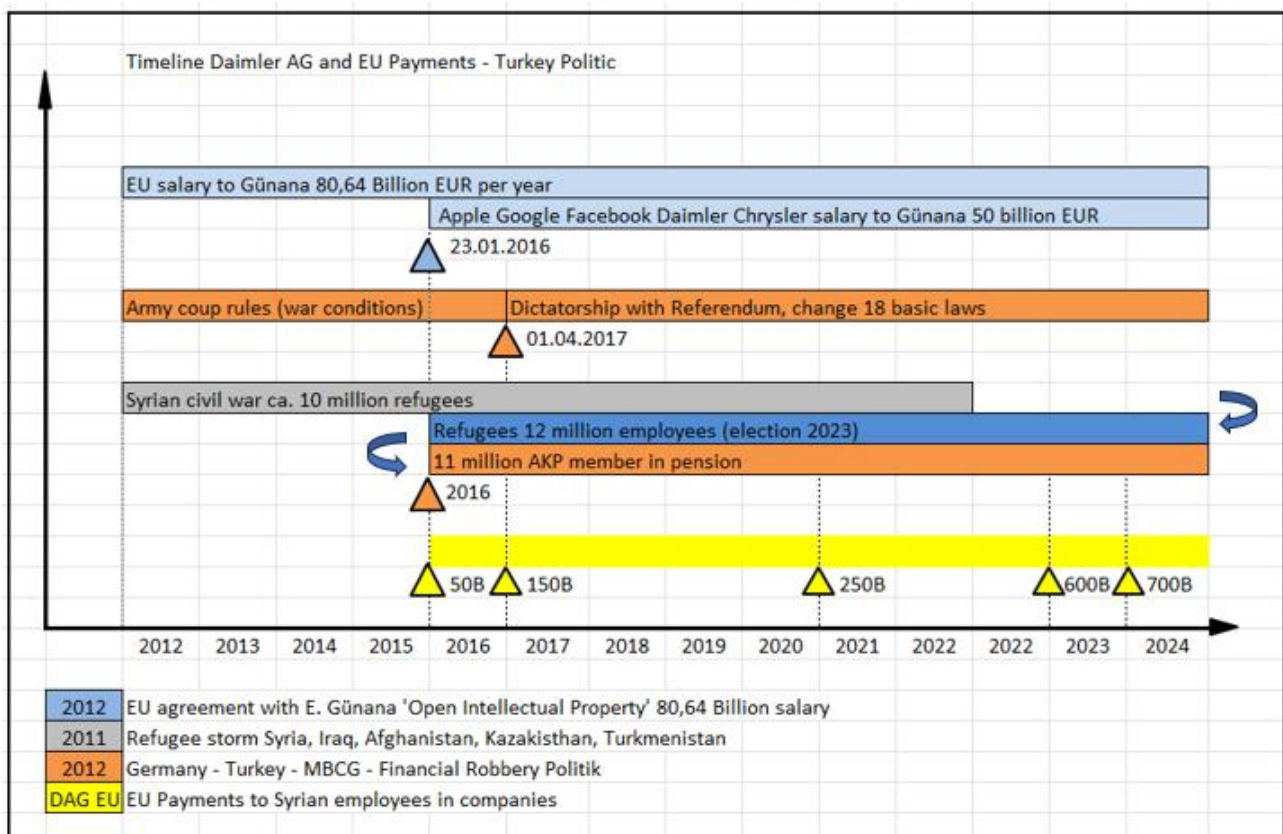 Timeline Daimler AG and EU Payments - Turkey Politic
EU salary to Günana 80,64 Billion EUR per year
Apple Google Facebook Daimler Chrysler salary to Günana 50 billion EUR
23.01.2016
Army coup rules (war conditions) Dictatorship with Referendum, change 18 basic laws
01.04.2017
Syrian civil war ca. 10 million refugees
Refugees 12 million employees (election 2023)
11 million AKP member in pension
2016
50B 150B 250B 600B 700B
2012 2013 2014 2015 2016 2017 2018 2019 2020 2021 2022 2022 2023 2024
2012 EU agreement with E. Günana 'Open Intellectual Property' 80,64 Billion salary
2011 Refugee storm Syria, Iraq, Afghanistan, Kazakisthan, Turkmenistan
2012 Germany - Turkey - MBCG - Financial Robbery Politik
DAG EU EU Payments to Syrian employees in companies